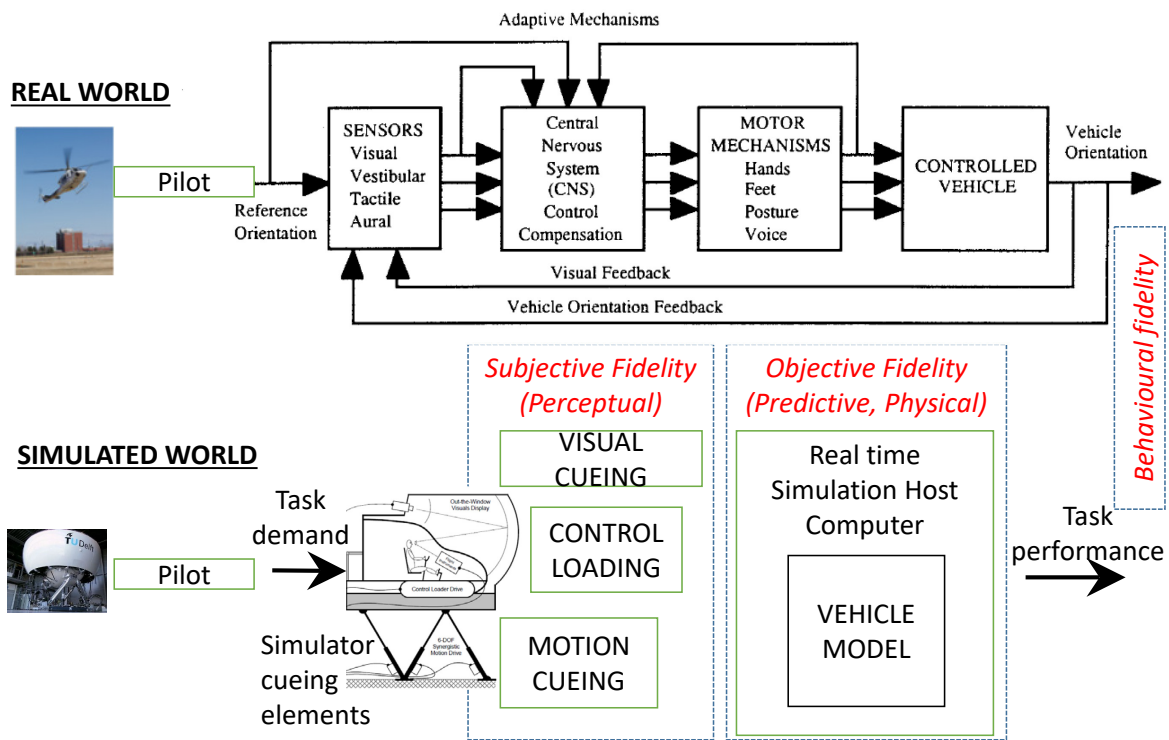 Adaptive Mechanisms
REAL WORLD
Pilot
Reference
Orientation
SENSORS
Visual
Vestibular
Tactile
Aural
Central
Nervous
System
(CNS)
Control
Compensation
MOTOR
MECHANISMS
Hands
Feet
Posture
Voice
CONTROLLED
VEHICLE
Vehicle
Orientation
Visual Feedback
Vehicle Orientation Feedback
Behavioural fidelity
Subjective Fidelity
(Perceptual)
Objective Fidelity
(Predictive, Physical)
SIMULATED WORLD
TUDelft
Pilot
Task
demand
Out-the-Window
Visuals Display
Control Loader Drive
6-DOF
Synergistic
Motion Drive
Simulator
cueing
elements
VISUAL
CUEING
CONTROL
LOADING
MOTION
CUEING
Real time
Simulation Host
Computer
VEHICLE
MODEL
Task
performance